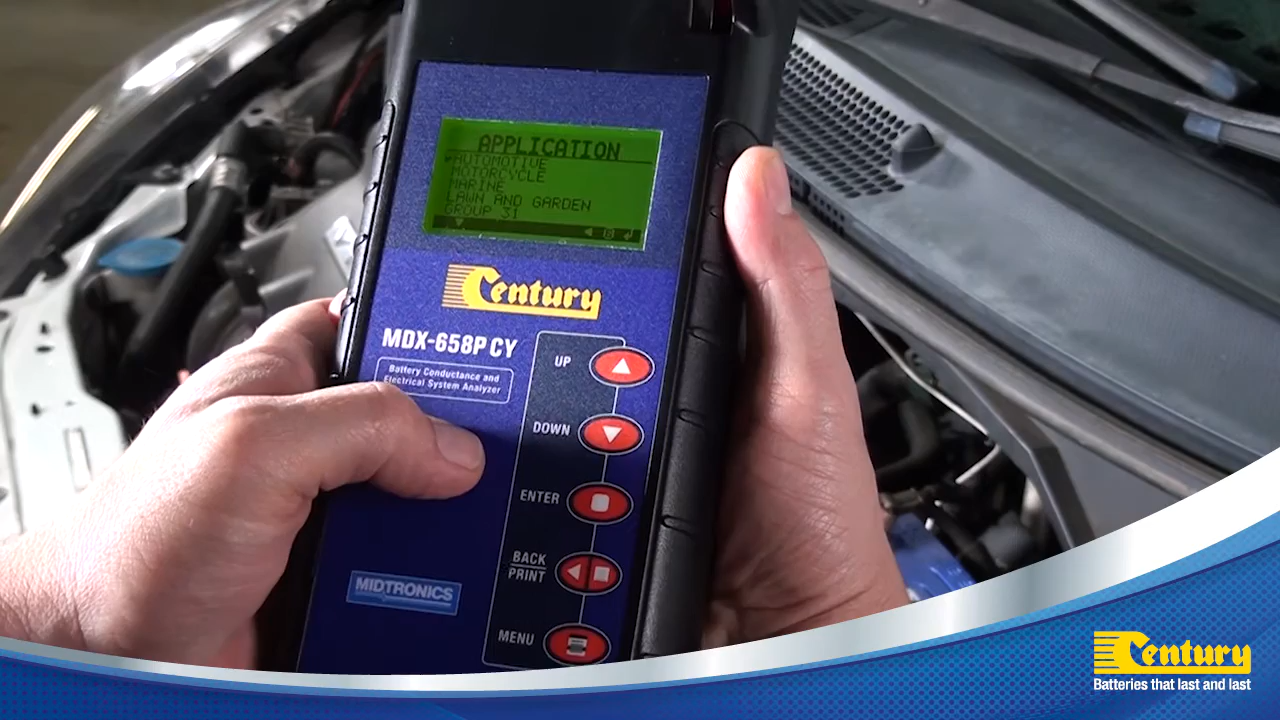 APPLICATION
AUTOMOTIVE
MOTORCYCLE
MARINE
LAWN AND GARDEN
GROUP 31
Century
MDX-658P CY
Battery Conductance and
Electrical System Analyzer
UP
DOWN
ENTER
BACK
PRINT
MENU
MIDTRONICS
Century
Batteries that last and last